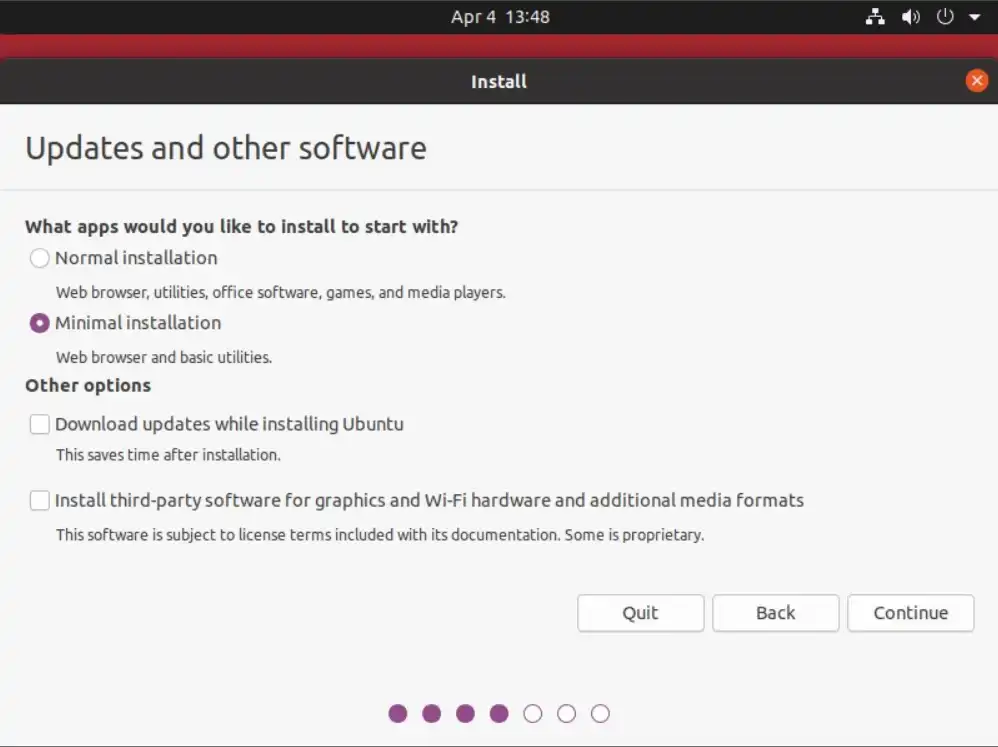 Apr 4 13:48
Install
Updates and other software
What apps would you like to install to start with?
Normal installation
Web browser, utilities, office software, games, and media players.
Minimal installation
Web browser and basic utilities.
Other options
Download updates while installing Ubuntu
This saves time after installation.
Install third-party software for graphics and Wi-Fi hardware and additional media formats
This software is subject to license terms included with its documentation. Some is proprietary.
Quit Back Continue